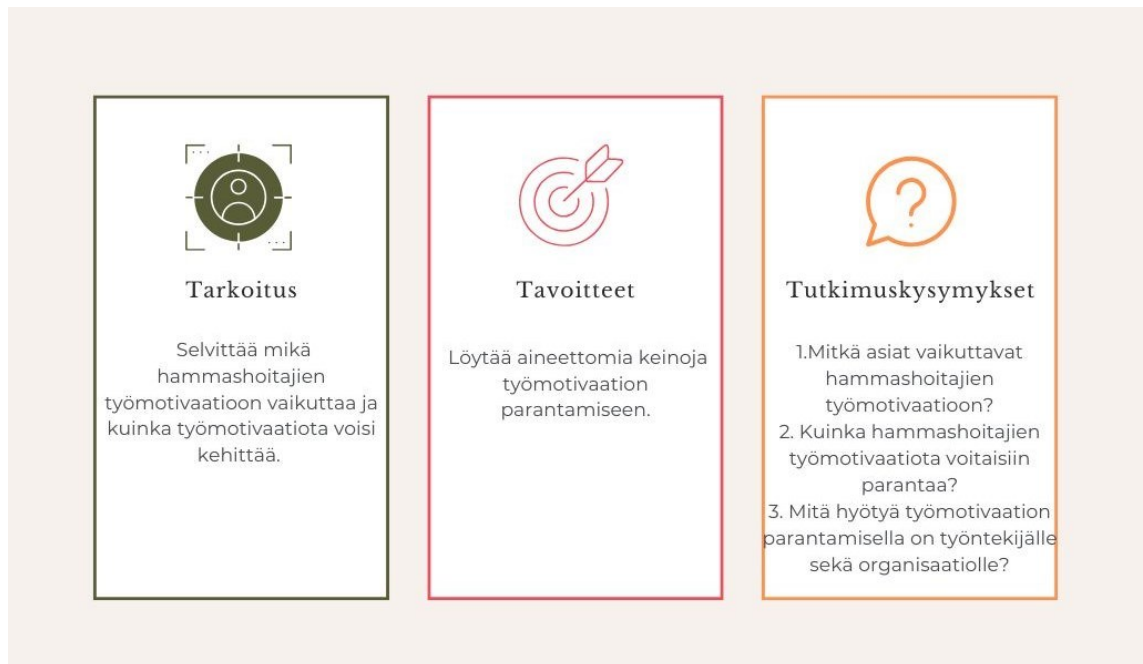 Tarkoitus
Selvittää mikä
hammashoitajien
työmotivaatioon vaikuttaa ja
kuinka työmotivaatiota voisi
kehittää.
Tavoitteet
Löytää aineettomia keinoja
työmotivaation
parantamiseen.
Tutkimuskysymykset
1.Mitkä asiat vaikuttavat
hammashoitajien
työmotivaatioon?
2. Kuinka hammashoitajien
työmotivaatiota voitaisiin
parantaa?
3. Mitä hyötyä työmotivaation
parantamisella on työntekijälle
sekä organisaatiolle?